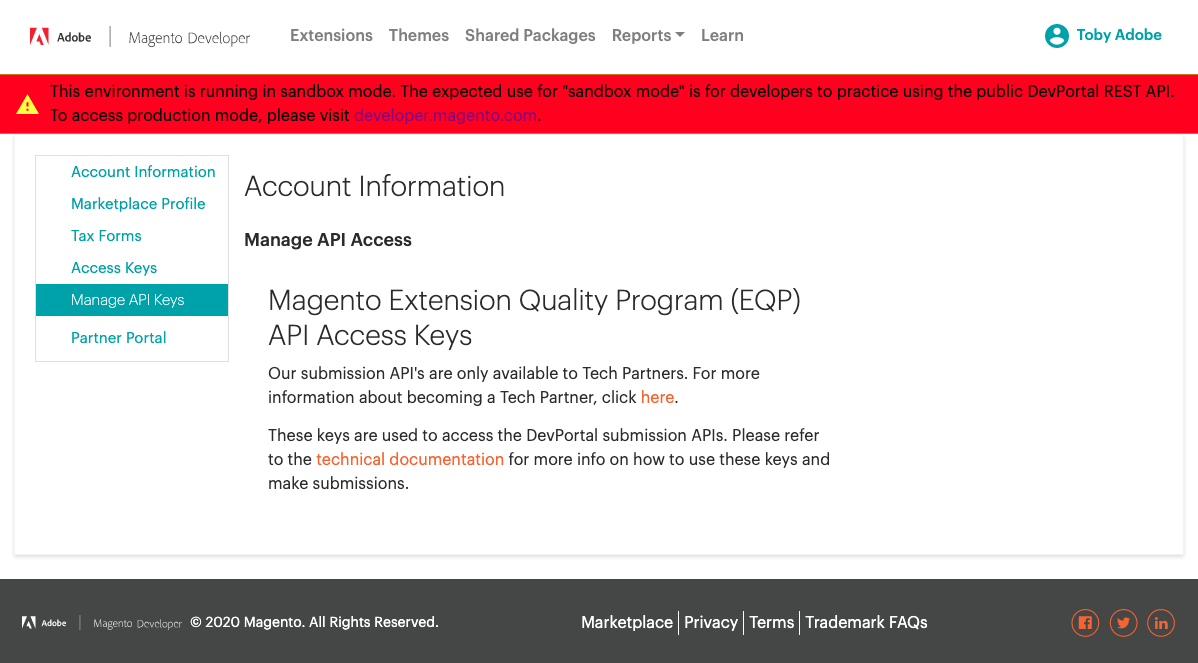 Adobe | Magento Developer Extensions Themes Shared Packages Reports Learn Toby Adobe
This environment is running in sandbox mode. The expected use for "sandbox mode" is for developers to practice using the public DevPortal REST API.
To access production mode, please visit developer.magento.com.
Account Information
Marketplace Profile
Tax Forms
Access Keys
Manage API Keys
Partner Portal
Account Information
Manage API Access
Magento Extension Quality Program (EQP)
API Access Keys
Our submission API's are only available to Tech Partners. For more
information about becoming a Tech Partner, click here.
These keys are used to access the DevPortal submission APIs. Please refer
to the technical documentation for more info on how to use these keys and
make submissions.
Adobe | Magento Developer © 2020 Magento. All Rights Reserved. Marketplace | Privacy | Terms | Trademark FAQs